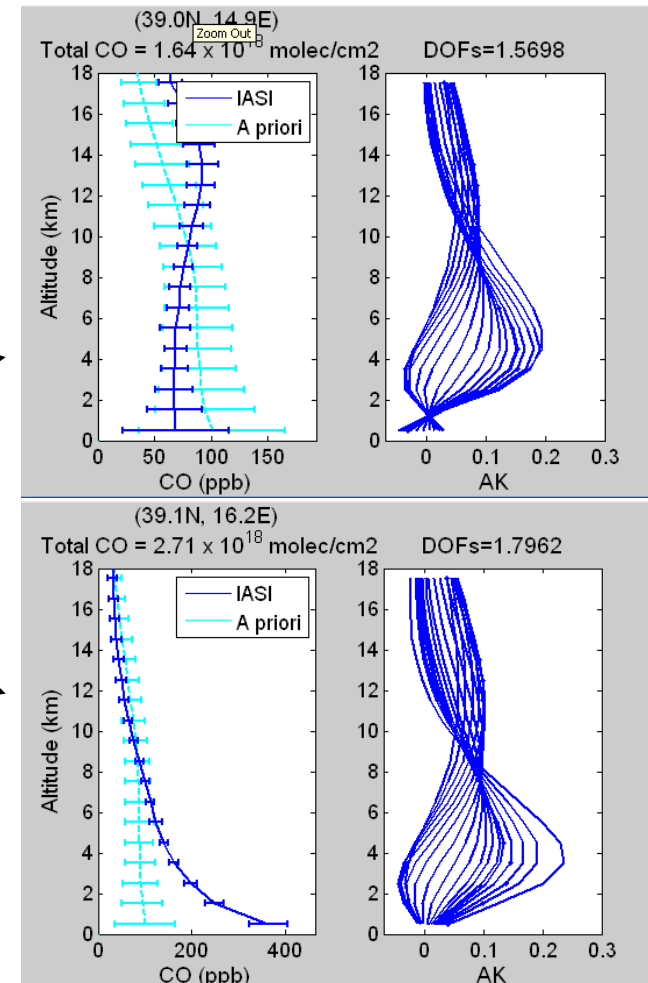 (39.0N, 14.9E)
Zoom Out
Total CO = 1.64 x 10^18 molec/cm2 DOFs=1.5698
18
16
14
12
10
8
6
4
2
0
Altitude (km)
IASI
A priori
0 50 100 150
CO (ppb)
0 0.1 0.2 0.3
AK
18
16
14
12
10
8
6
4
2
0
(39.1N, 16.2E)
Total CO = 2.71 x 10^18 molec/cm2 DOFs=1.7962
18
16
14
12
10
8
6
4
2
0
Altitude (km)
IASI
A priori
0 200 400
CO (ppb)
0 0.1 0.2 0.3
AK
18
16
14
12
10
8
6
4
2
0